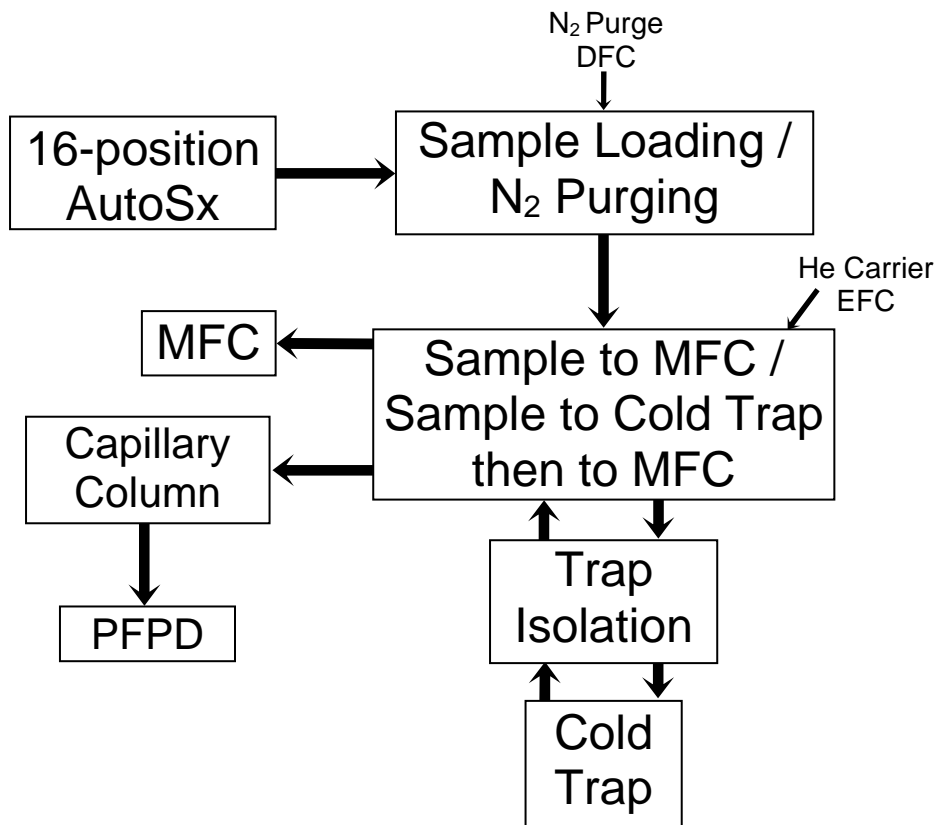 N₂ Purge
DFC
16-position
AutoSx
Sample Loading /
N₂ Purging
He Carrier
EFC
MFC
Sample to MFC /
Sample to Cold Trap
then to MFC
Capillary
Column
Trap
Isolation
PFPD
Cold
Trap